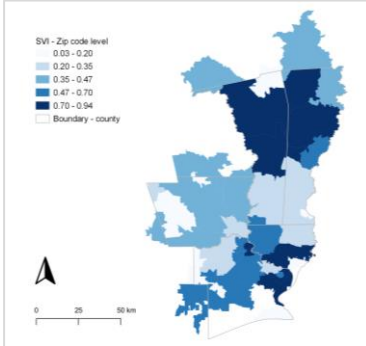 SVI - Zip code level
0.03 - 0.20
0.20 - 0.35
0.35 - 0.47
0.47 - 0.70
0.70 - 0.94
Boundary - county
0 25 50 km